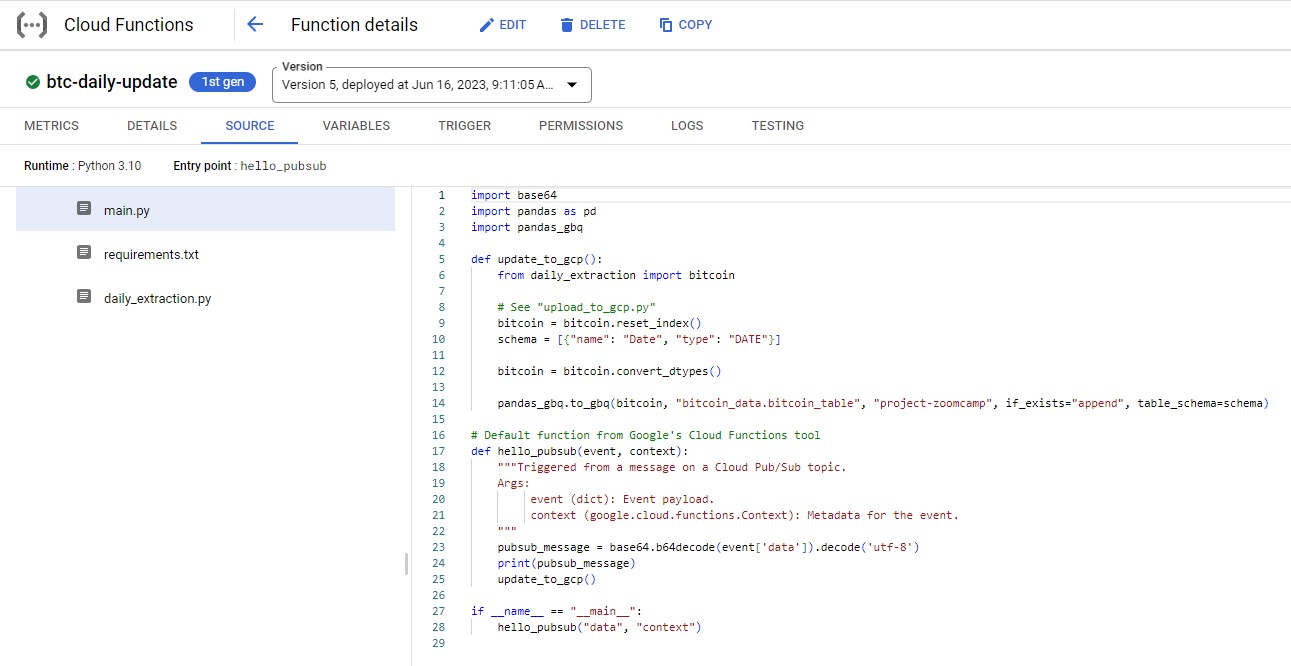 Cloud Functions
Function details
EDIT
DELETE
COPY
btc-daily-update
1st gen
Version
Version 5, deployed at Jun 16, 2023, 9:11:05 A...
METRICS
DETAILS
SOURCE
VARIABLES
TRIGGER
PERMISSIONS
LOGS
TESTING
Runtime : Python 3.10
Entry point : hello_pubsub
main.py
requirements.txt
daily_extraction.py
1 import base64
2 import pandas as pd
3 import pandas_gbq
4
5 def update_to_gcp():
6     from daily_extraction import bitcoin
7
8     # See "upload_to_gcp.py"
9     bitcoin = bitcoin.reset_index()
10     schema = [{"name": "Date", "type": "DATE"}]
11
12     bitcoin = bitcoin.convert_dtypes()
13
14     pandas_gbq.to_gbq(bitcoin, "bitcoin_data.bitcoin_table", "project-zoomcamp", if_exists="append", table_schema=schema)
15
16 # Default function from Google's Cloud Functions tool
17 def hello_pubsub(event, context):
18     """Triggered from a message on a Cloud Pub/Sub topic.
19     Args:
20          event (dict): Event payload.
21          context (google.cloud.functions.Context): Metadata for the event.
22     """
23     pubsub_message = base64.b64decode(event['data']).decode('utf-8')
24     print(pubsub_message)
25     update_to_gcp()
26
27 if __name__ == "__main__":
28     hello_pubsub("data", "context")
29